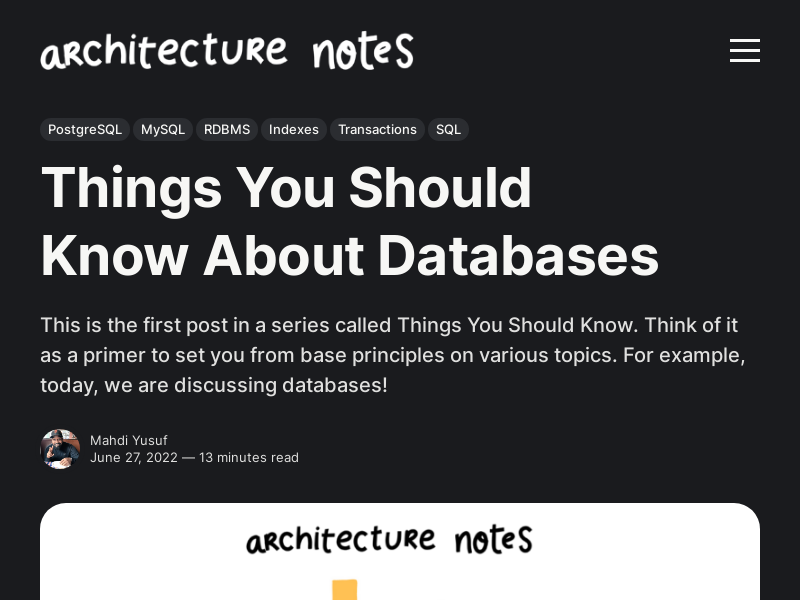 architecture notes
PostgreSQL MySQL RDBMS Indexes Transactions SQL
Things You Should
Know About Databases
This is the first post in a series called Things You Should Know. Think of it
as a primer to set you from base principles on various topics. For example,
today, we are discussing databases!
Mahdi Yusuf
June 27, 2022 — 13 minutes read
architecture notes